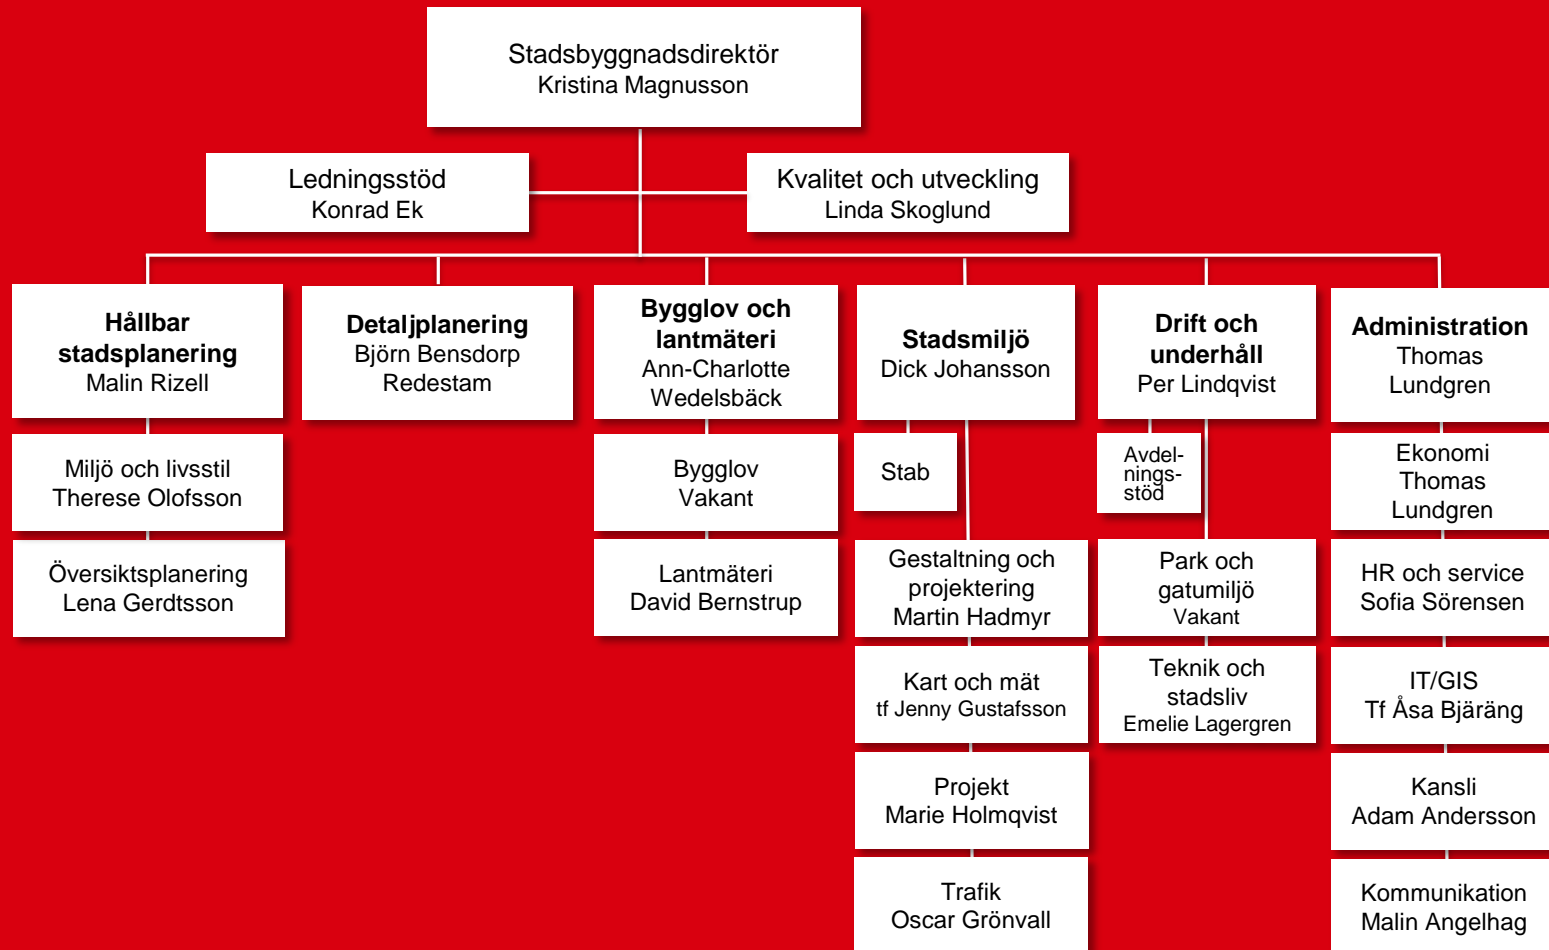 Stadsbyggnadsdirektör
Kristina Magnusson
Ledningsstöd
Konrad Ek
Kvalitet och utveckling
Linda Skoglund
Hållbar
stadsplanering
Malin Rizell
Detaljplanering
Björn Bensdorp
Redestam
Bygglov och
lantmäteri
Ann-Charlotte
Wedelsbäck
Stadsmiljö
Dick Johansson
Drift och
underhåll
Per Lindqvist
Administration
Thomas
Lundgren
Miljö och livsstil
Therese Olofsson
Översiktsplanering
Lena Gerdtsson
Bygglov
Vakant
Lantmäteri
David Bernstrup
Stab
Gestaltning och
projektering
Martin Hadmyr
Kart och mät
tf Jenny Gustafsson
Projekt
Marie Holmqvist
Trafik
Oscar Grönvall
Avdel-
nings-
stöd
Park och
gatumiljö
Vakant
Teknik och
stadsliv
Emelie Lagergren
Ekonomi
Thomas
Lundgren
HR och service
Sofia Sörensen
IT/GIS
Tf Åsa Bjäräng
Kansli
Adam Andersson
Kommunikation
Malin Angelhag